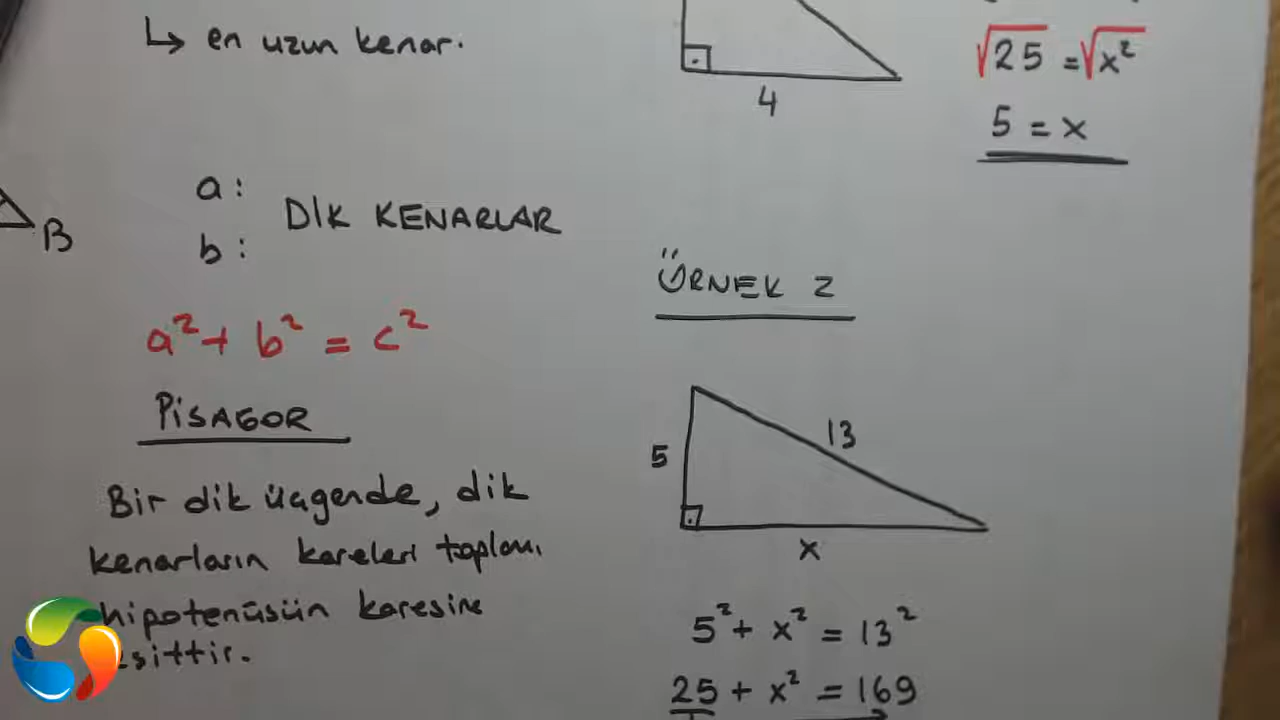 ↳ en uzun kenar.
a:
DİK KENARLAR
b:
B
a² + b² = c²
PİSAGOR
Bir dik üçgende, dik
kenarların kareleri toplamı
hipotenüsün karesine
eşittir.
4
√25 = √x²
5 = x
ÖRNEK 2
5
13
x
5² + x² = 13²
25 + x² = 169